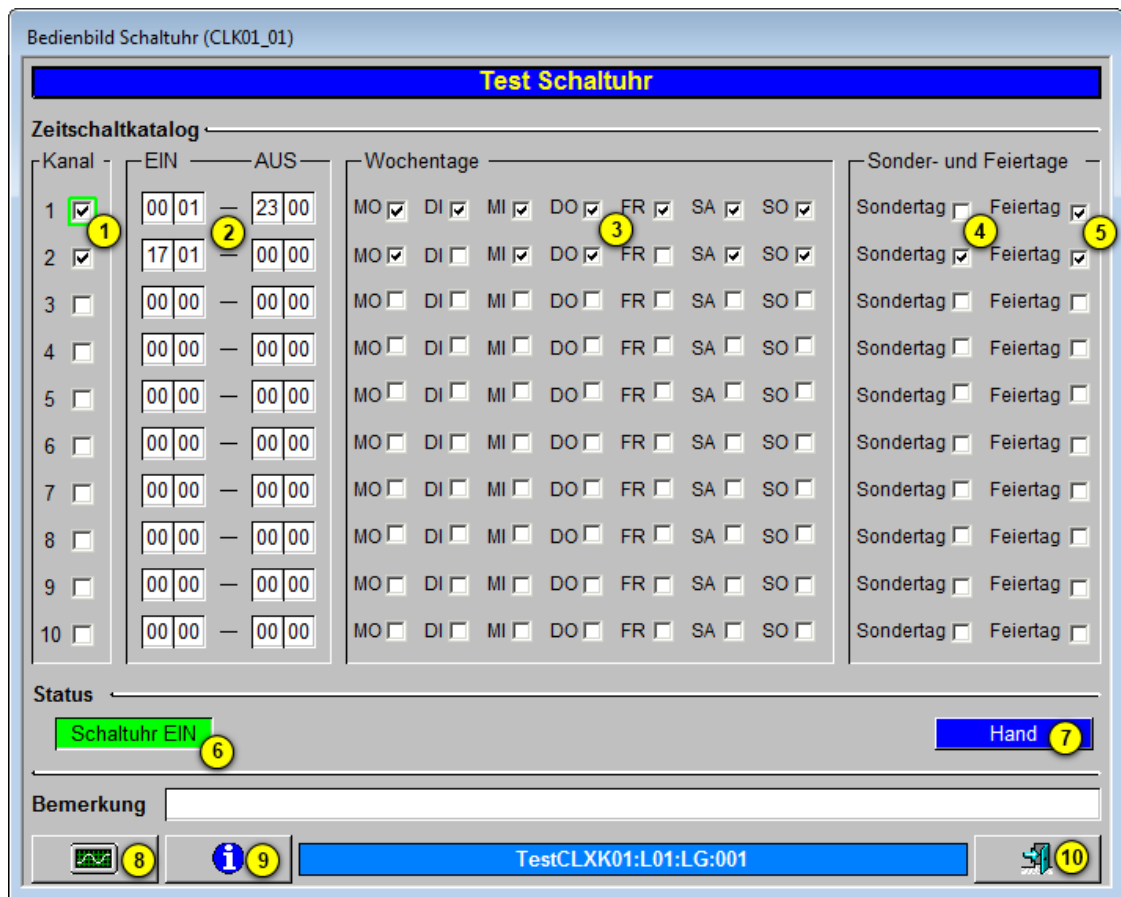 Bedienbild Schaltuhr (CLK01_01)
Test Schaltuhr
Zeitschaltkatalog
Kanal EIN AUS Wochentage Sonder- und Feiertage
1 00 01 — 23 00 MO DI MI DO FR SA SO Sondertag Feiertag
1 2 3 4 5
2 17 01 — 00 00 MO DI MI DO FR SA SO Sondertag Feiertag
3 00 00 — 00 00 MO DI MI DO FR SA SO Sondertag Feiertag
4 00 00 — 00 00 MO DI MI DO FR SA SO Sondertag Feiertag
5 00 00 — 00 00 MO DI MI DO FR SA SO Sondertag Feiertag
6 00 00 — 00 00 MO DI MI DO FR SA SO Sondertag Feiertag
7 00 00 — 00 00 MO DI MI DO FR SA SO Sondertag Feiertag
8 00 00 — 00 00 MO DI MI DO FR SA SO Sondertag Feiertag
9 00 00 — 00 00 MO DI MI DO FR SA SO Sondertag Feiertag
10 00 00 — 00 00 MO DI MI DO FR SA SO Sondertag Feiertag
Status
Schaltuhr EIN 6 Hand 7
Bemerkung
8 i 9 TestCLXK01:L01:LG:001 10